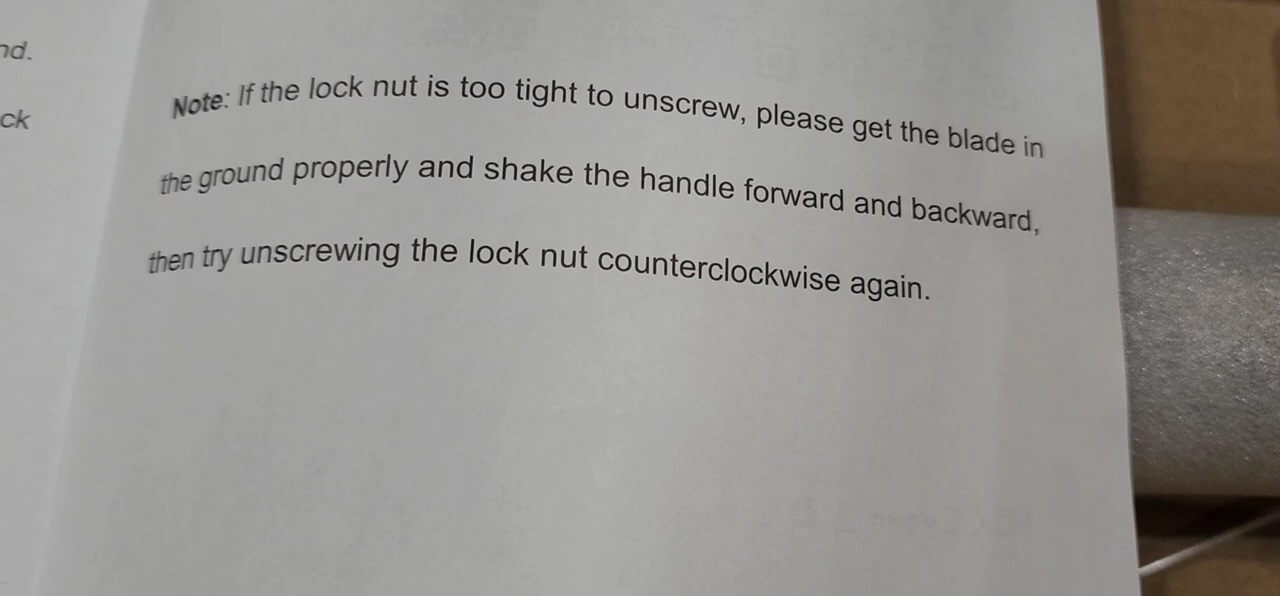 nd.
ck
Note: If the lock nut is too tight to unscrew, please get the blade in
the ground properly and shake the handle forward and backward,
then try unscrewing the lock nut counterclockwise again.